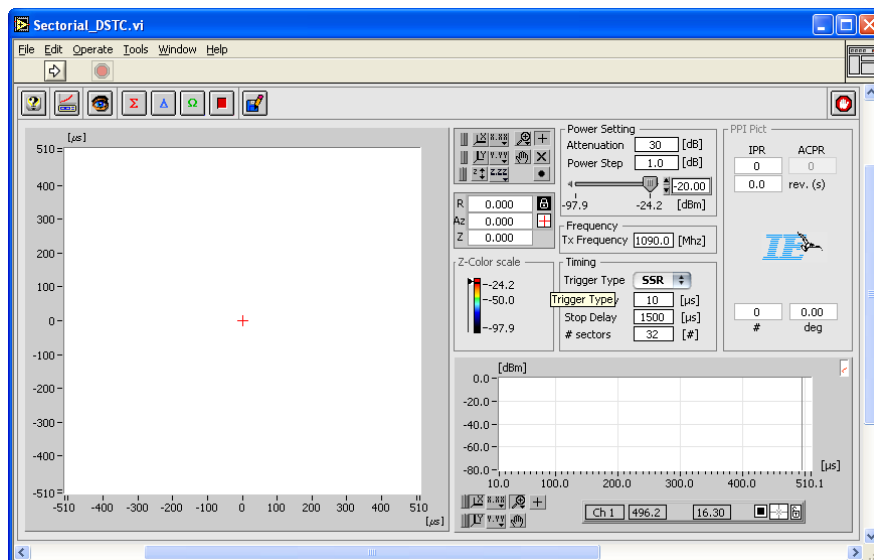 Sectorial_DSTC.vi
File Edit Operate Tools Window Help
[µs]
510
400
300
200
100
0
-100
-200
-300
-400
-510
-510 -400 -300 -200 -100 0 100 200 300 400 510
[µs]
R 0.000
Az 0.000
Z 0.000
Z-Color scale
-24.2
-50.0
-97.9
Power Setting
Attenuation 30 [dB]
Power Step 1.0 [dB]
-20.00
-97.9 -24.2 [dBm]
Frequency
Tx Frequency 1090.0 [Mhz]
Timing
Trigger Type SSR
Trigger Type 10 [µs]
Stop Delay 1500 [µs]
# sectors 32 [#]
PPI Pict
IPR ACPR
0 0
0.0 rev. (s)
IE
0 0.00
# deg
[dBm]
0.0
-20.0
-40.0
-60.0
-80.0
10.0 100.0 200.0 300.0 400.0 510.1
[µs]
Ch 1 496.2 16.30